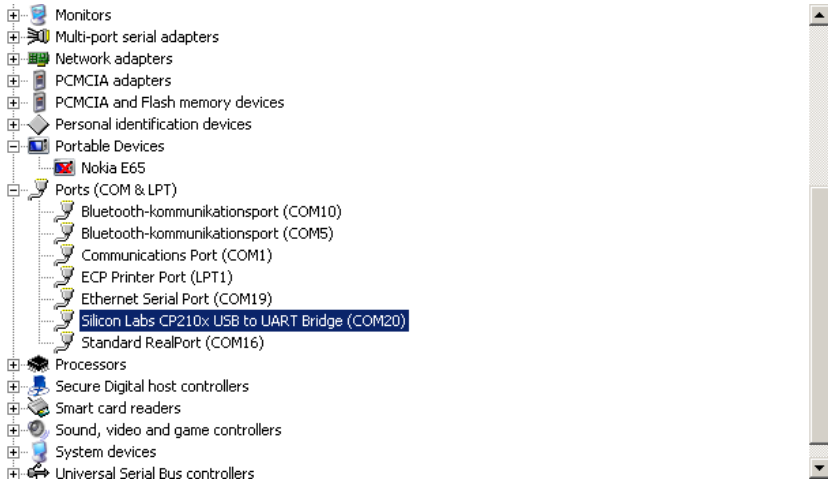 Monitors
Multi-port serial adapters
Network adapters
PCMCIA adapters
PCMCIA and Flash memory devices
Personal identification devices
Portable Devices
Nokia E65
Ports (COM & LPT)
Bluetooth-kommunikationsport (COM10)
Bluetooth-kommunikationsport (COM5)
Communications Port (COM1)
ECP Printer Port (LPT1)
Ethernet Serial Port (COM19)
Silicon Labs CP210x USB to UART Bridge (COM20)
Standard RealPort (COM16)
Processors
Secure Digital host controllers
Smart card readers
Sound, video and game controllers
System devices
Universal Serial Bus controllers